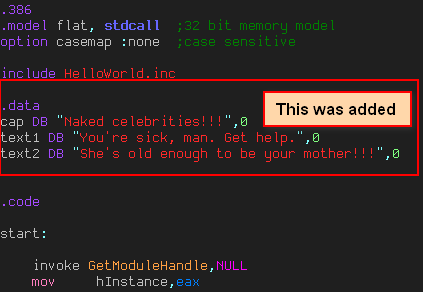 .386
.model flat, stdcall  ;32 bit memory model
option casemap :none  ;case sensitive
include HelloWorld.inc
.data
This was added
cap DB "Naked celebrities!!!",0
text1 DB "You're sick, man. Get help.",0
text2 DB "She's old enough to be your mother!!!",0
.code
start:
invoke GetModuleHandle,NULL
mov     hInstance,eax